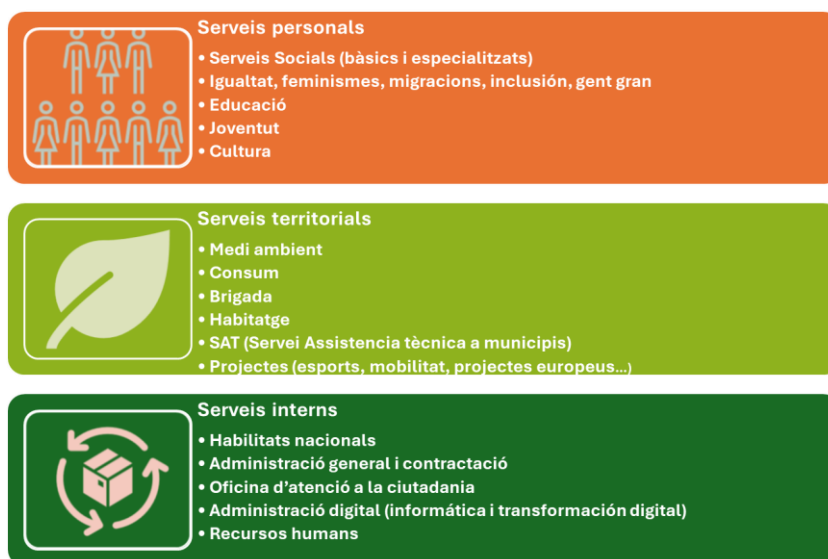 Serveis personals
• Serveis Socials (bàsics i especialitzats)
• Igualtat, feminismes, migracions, inclusión, gent gran
• Educació
• Joventut
• Cultura
Serveis territorials
• Medi ambient
• Consum
• Brigada
• Habitatge
• SAT (Servei Assistencia tècnica a municipis)
• Projectes (esports, mobilitat, projectes europeus...)
Serveis interns
• Habilitats nacionals
• Administració general i contractació
• Oficina d'atenció a la ciutadania
• Administració digital (informática i transformación digital)
• Recursos humans